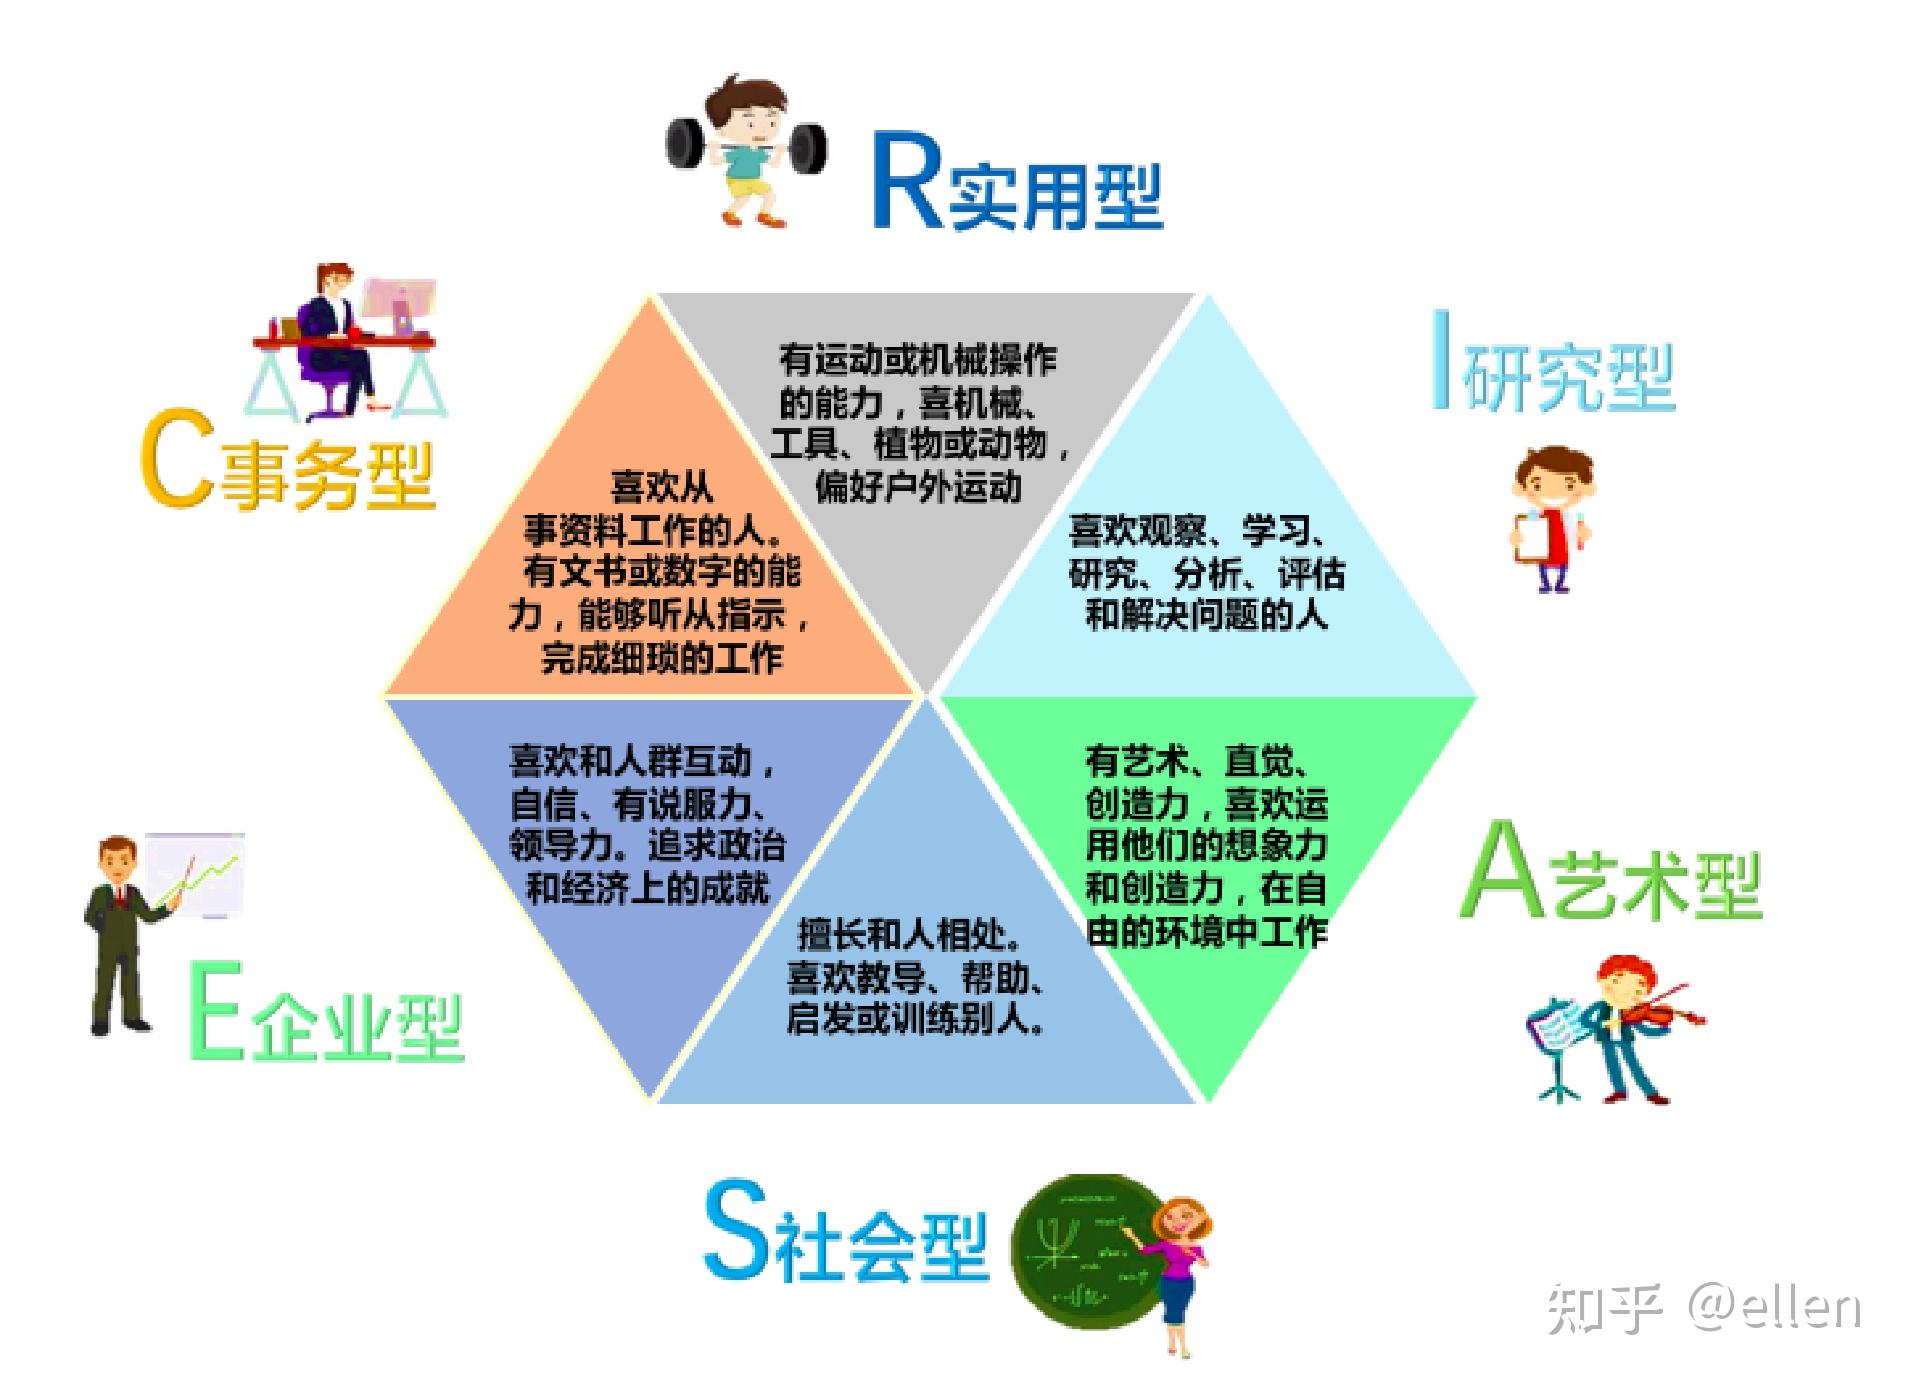 R实用型
有运动或机械操作
的能力，喜机械、
工具、植物或动物，
偏好户外运动
I研究型
喜欢观察、学习、
研究、分析、评估
和解决问题的人
A艺术型
有艺术、直觉、
创造力，喜欢运
用他们的想象力
和创造力，在自
由的环境中工作
S社会型
擅长和人相处。
喜欢教导、帮助、
启发或训练别人。
E企业型
喜欢和人群互动，
自信、有说服力、
领导力。追求政治
和经济上的成就
C事务型
喜欢从
事资料工作的人。
有文书或数字的能
力，能够听从指示，
完成细琐的工作
知乎 @ellen